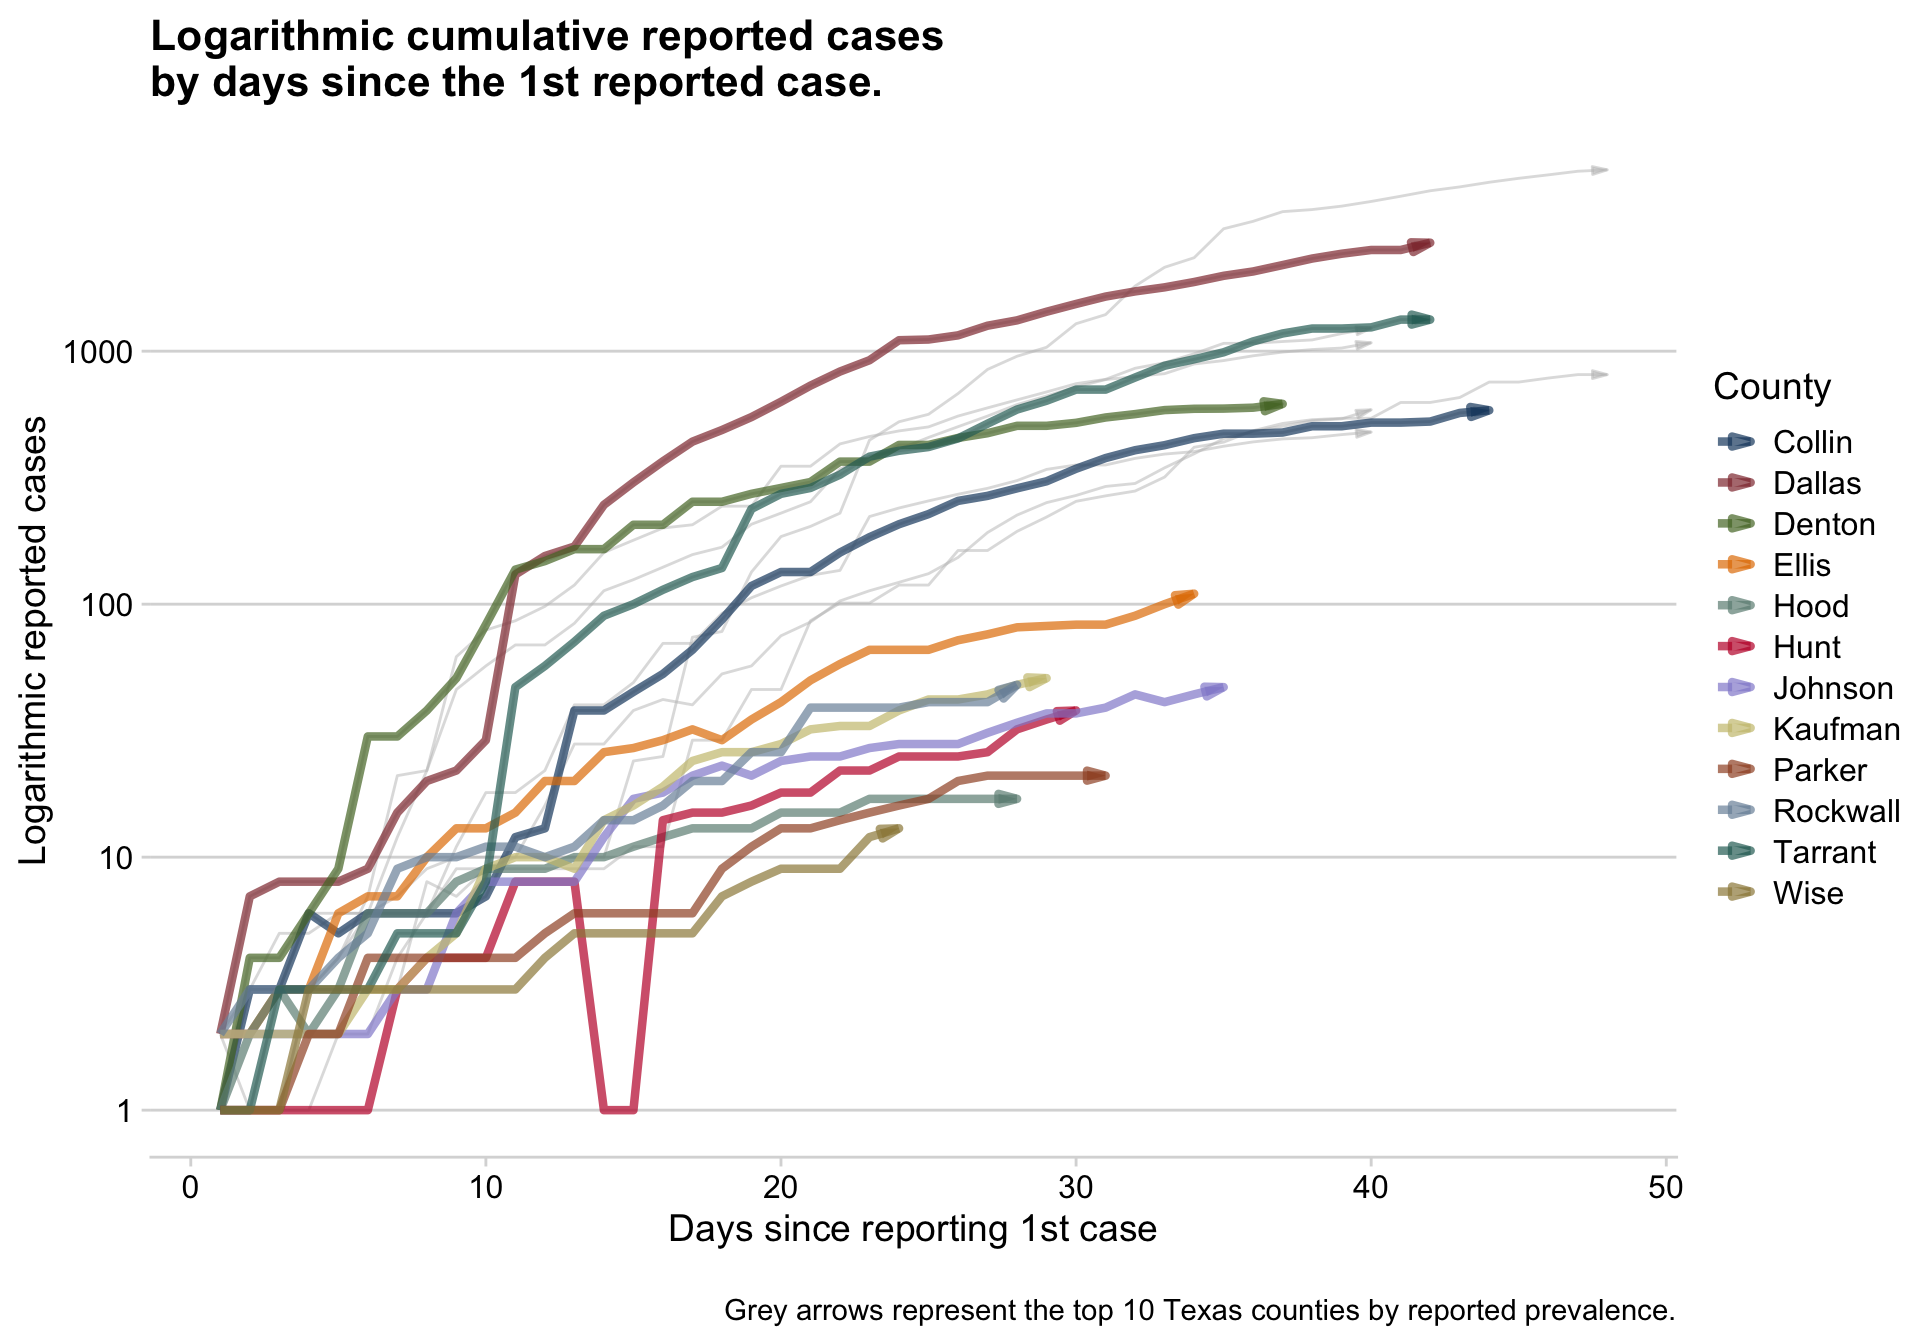 Logarithmic cumulative reported cases
by days since the 1st reported case.
Logarithmic reported cases
1000
100
10
1
0 10 20 30 40 50
Days since reporting 1st case
County
Collin
Dallas
Denton
Ellis
Hood
Hunt
Johnson
Kaufman
Parker
Rockwall
Tarrant
Wise
Grey arrows represent the top 10 Texas counties by reported prevalence.